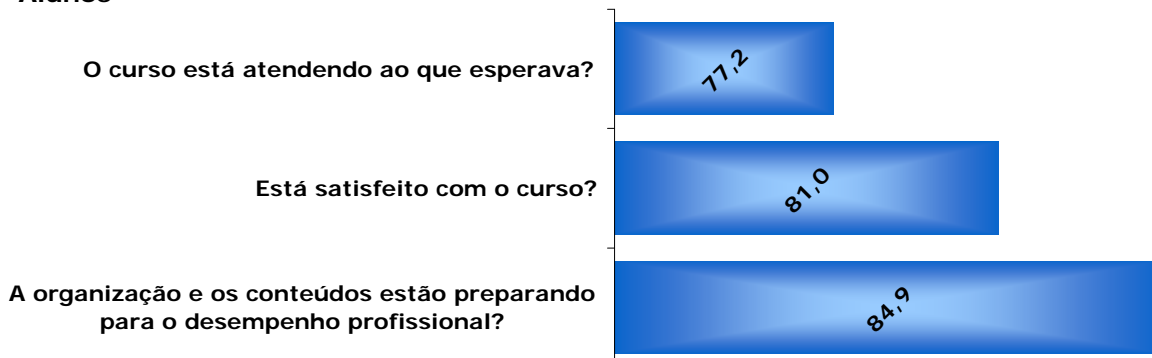 Alunos
O curso está atendendo ao que esperava?
77,2
Está satisfeito com o curso?
81,0
A organização e os conteúdos estão preparando
para o desempenho profissional?
84,9